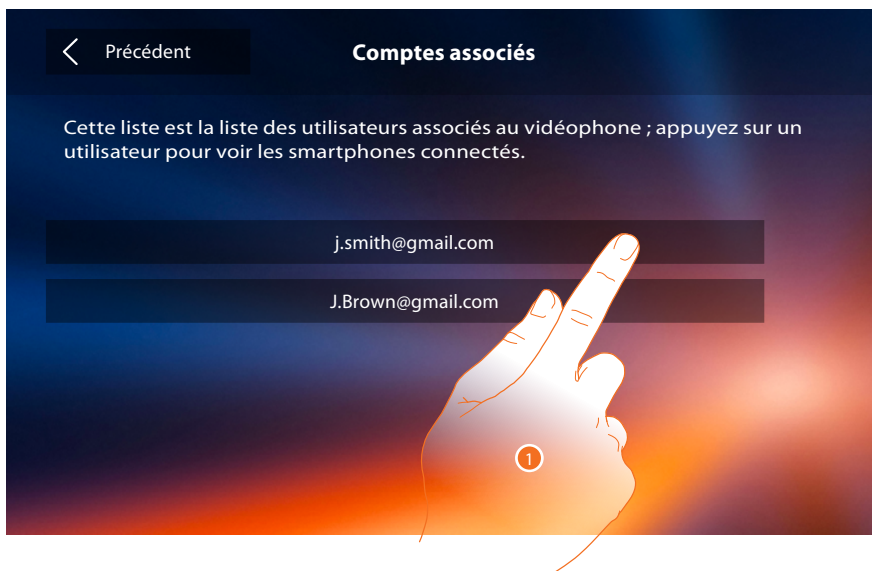 Précédent
Comptes associés
Cette liste est la liste des utilisateurs associés au vidéophone ; appuyez sur un
utilisateur pour voir les smartphones connectés.
j.smith@gmail.com
J.Brown@gmail.com
1